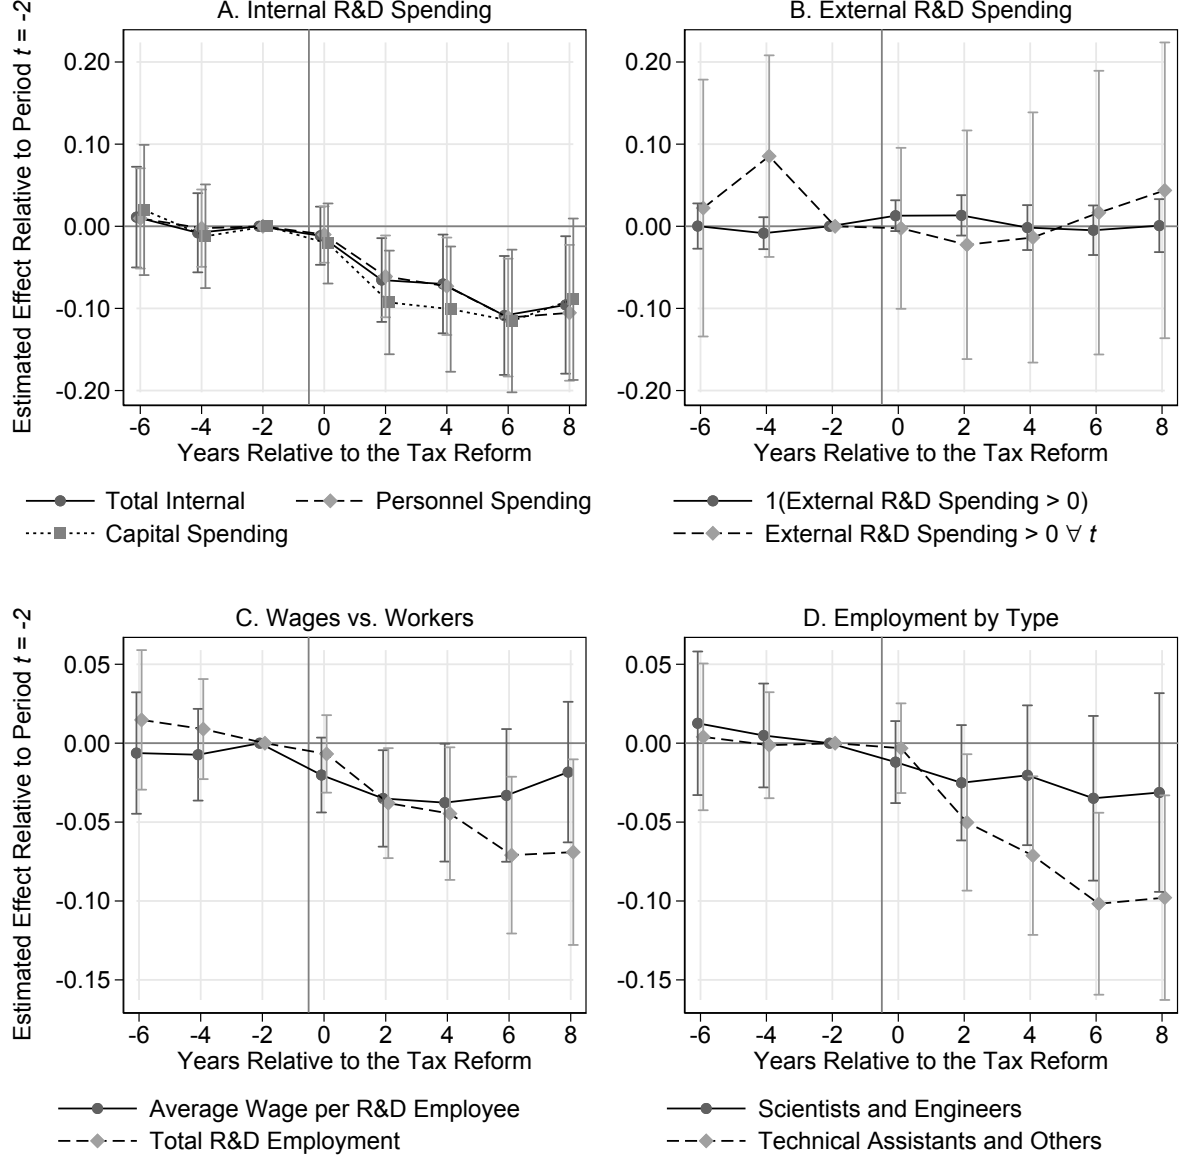 A. Internal R&D Spending
B. External R&D Spending
Estimated Effect Relative to Period t = -2
0.20
0.10
0.00
-0.10
-0.20
0.20
0.10
0.00
-0.10
-0.20
-6 -4 -2 0 2 4 6 8
-6 -4 -2 0 2 4 6 8
Years Relative to the Tax Reform
Years Relative to the Tax Reform
Total Internal
Personnel Spending
Capital Spending
1(External R&D Spending > 0)
External R&D Spending > 0 ∀ t
C. Wages vs. Workers
D. Employment by Type
Estimated Effect Relative to Period t = -2
0.05
0.00
-0.05
-0.10
-0.15
0.05
0.00
-0.05
-0.10
-0.15
-6 -4 -2 0 2 4 6 8
-6 -4 -2 0 2 4 6 8
Years Relative to the Tax Reform
Years Relative to the Tax Reform
Average Wage per R&D Employee
Total R&D Employment
Scientists and Engineers
Technical Assistants and Others